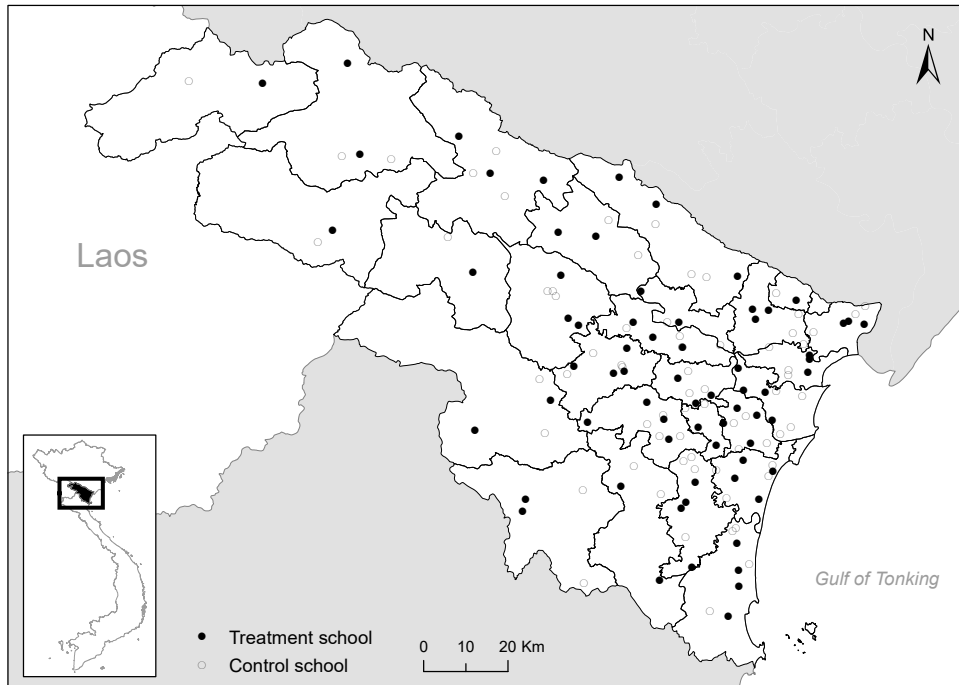 N
Laos
Gulf of Tonking
Treatment school
Control school
0 10 20 Km